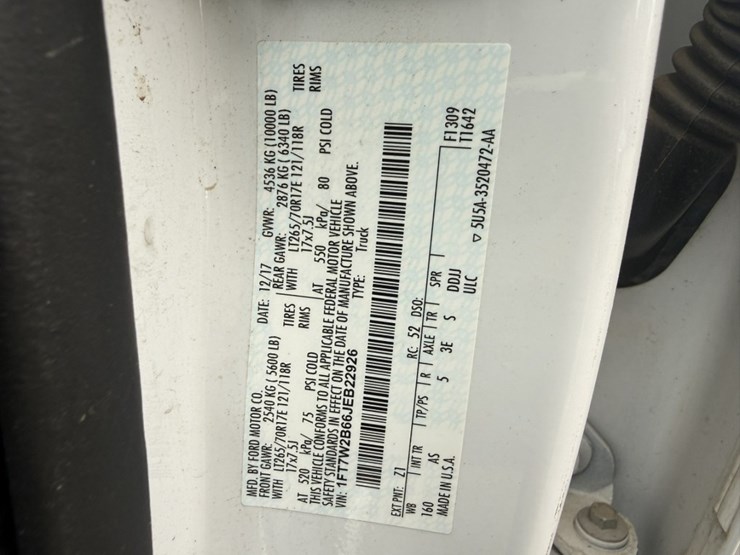 MFD. BY FORD MOTOR CO.
DATE: 12/17 GVWR: 4536 KG (10000 LB)
FRONT GAWR: 2540 KG ( 5600 LB) REAR GAWR: 2876 KG ( 6340 LB)
WITH LT265/70R17E 121/118R TIRES WITH LT265/70R17E 121/118R TIRES
17x7.5J RIMS 17x7.5J RIMS
AT 520 kPa/ 75 PSI COLD AT 550 kPa/ 80 PSI COLD
THIS VEHICLE CONFORMS TO ALL APPLICABLE FEDERAL MOTOR VEHICLE
SAFETY STANDARDS IN EFFECT ON THE DATE OF MANUFACTURE SHOWN ABOVE.
VIN: 1FT7W2B66JEB22926 TYPE: Truck
EXT PNT: Z1 RC: 52 DSO: F1309
WB INT TR TP/PS R AXLE TR SPR T1642
160 AS 5 3E S DDJJ
MADE IN U.S.A. ULC ▽ 5U5A-3520472-AA